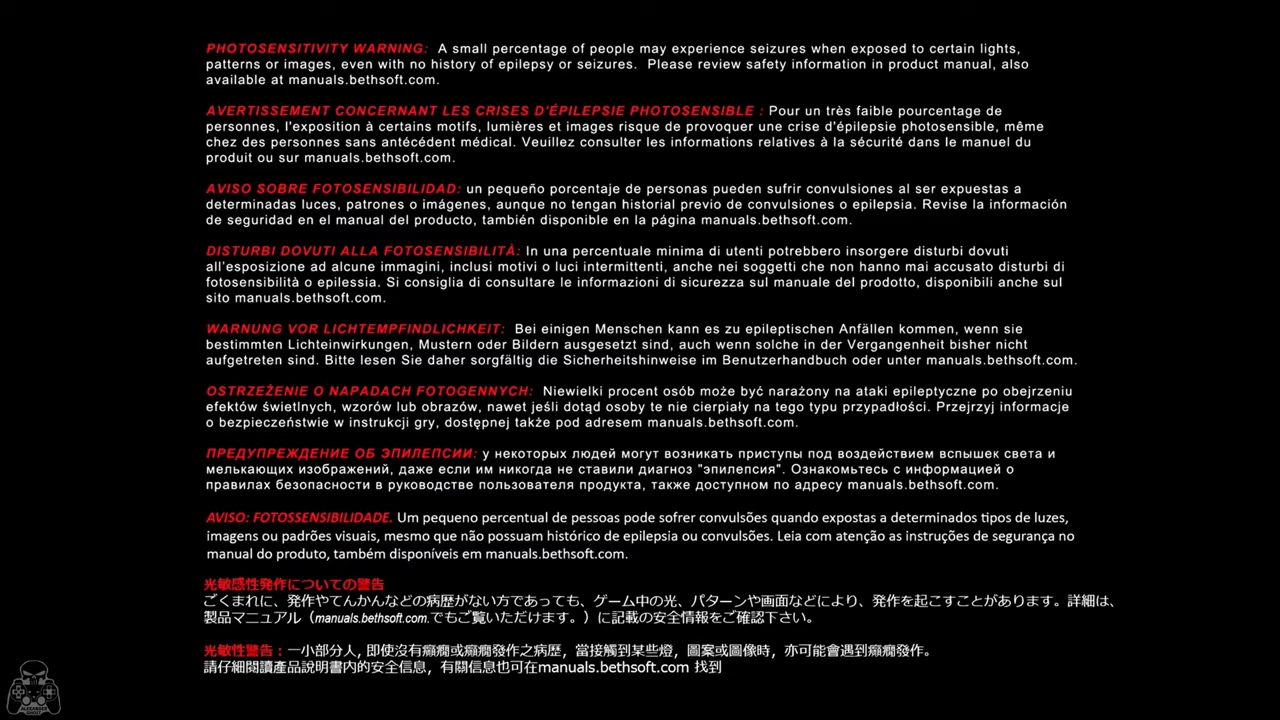 PHOTOSENSITIVITY WARNING: A small percentage of people may experience seizures when exposed to certain lights,
patterns or images, even with no history of epilepsy or seizures. Please review safety information in product manual, also
available at manuals.bethsoft.com.
AVERTISSEMENT CONCERNANT LES CRISES D'ÉPILEPSIE PHOTOSENSIBLE : Pour un très faible pourcentage de
personnes, l'exposition à certains motifs, lumières et images risque de provoquer une crise d'épilepsie photosensible, même
chez des personnes sans antécédent médical. Veuillez consulter les informations relatives à la sécurité dans le manuel du
produit ou sur manuals.bethsoft.com.
AVISO SOBRE FOTOSENSIBILIDAD: un pequeño porcentaje de personas pueden sufrir convulsiones al ser expuestas a
determinadas luces, patrones o imágenes, aunque no tengan historial previo de convulsiones o epilepsia. Revise la información
de seguridad en el manual del producto, también disponible en la página manuals.bethsoft.com.
DISTURBI DOVUTI ALLA FOTOSENSIBILITÀ: In una percentuale minima di utenti potrebbero insorgere disturbi dovuti
all'esposizione ad alcune immagini, inclusi motivi o luci intermittenti, anche nei soggetti che non hanno mai accusato disturbi di
fotosensibilità o epilessia. Si consiglia di consultare le informazioni di sicurezza sul manuale del prodotto, disponibili anche sul
sito manuals.bethsoft.com.
WARNUNG VOR LICHTEMPFINDLICHKEIT: Bei einigen Menschen kann es zu epileptischen Anfällen kommen, wenn sie
bestimmten Lichteinwirkungen, Mustern oder Bildern ausgesetzt sind, auch wenn solche in der Vergangenheit bisher nicht
aufgetreten sind. Bitte lesen Sie daher sorgfältig die Sicherheitshinweise im Benutzerhandbuch oder unter manuals.bethsoft.com.
OSTRZEŻENIE O NAPADACH FOTOGENNYCH: Niewielki procent osób może być narażony na ataki epileptyczne po obejrzeniu
efektów świetlnych, wzorów lub obrazów, nawet jeśli dotąd osoby te nie cierpiały na tego typu przypadłości. Przejrzyj informacje
o bezpieczeństwie w instrukcji gry, dostępnej także pod adresem manuals.bethsoft.com.
ПРЕДУПРЕЖДЕНИЕ ОБ ЭПИЛЕПСИИ: у некоторых людей могут возникать приступы под воздействием вспышек света и
мелькающих изображений, даже если им никогда не ставили диагноз "эпилепсия". Ознакомьтесь с информацией о
правилах безопасности в руководстве пользователя продукта, также доступном по адресу manuals.bethsoft.com.
AVISO: FOTOSSENSIBILIDADE. Um pequeno percentual de pessoas pode sofrer convulsões quando expostas a determinados tipos de luzes,
imagens ou padrões visuais, mesmo que não possuam histórico de epilepsia ou convulsões. Leia com atenção as instruções de segurança no
manual do produto, também disponíveis em manuals.bethsoft.com.
光敏感性発作についての警告
ごくまれに、発作やてんかんなどの病歴がない方であっても、ゲーム中の光、パターンや画面などにより、発作を起こすことがあります。詳細は、
製品マニュアル（manuals.bethsoft.com.でもご覧いただけます。）に記載の安全情報をご確認下さい。
光敏性警告：一小部分人, 即使沒有癲癇或癲癇發作之病歷，當接觸到某些燈，圖案或圖像時，亦可能會遇到癲癇發作。
請仔細閱讀產品說明書內的安全信息，有關信息也可在manuals.bethsoft.com 找到